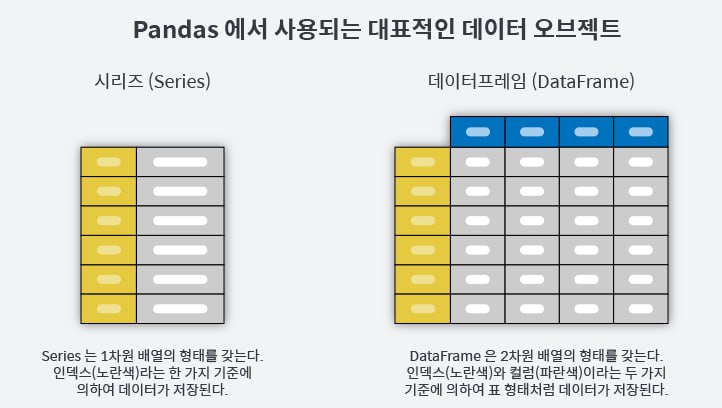 Pandas 에서 사용되는 대표적인 데이터 오브젝트
시리즈 (Series)
데이터프레임 (DataFrame)
Series 는 1차원 배열의 형태를 갖는다.
인덱스(노란색)라는 한 가지 기준에
의하여 데이터가 저장된다.
DataFrame 은 2차원 배열의 형태를 갖는다.
인덱스(노란색)와 컬럼(파란색)이라는 두 가지
기준에 의하여 표 형태처럼 데이터가 저장된다.